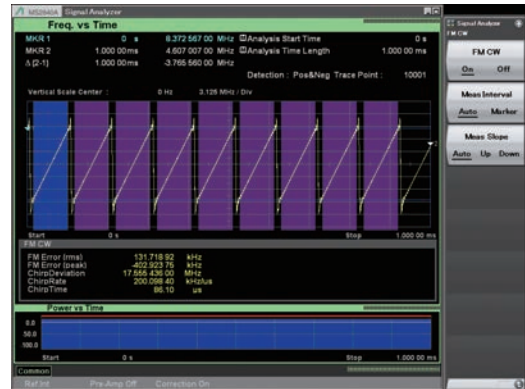 MS2840A Signal Analyzer
Freq. vs Time
MKR 1 0 s 8.372 567 00 MHz Analysis Start Time 0 s
MKR 2 1.000 00 ms 4.607 007 00 MHz Analysis Time Length 1.000 00 ms
Δ [2-1] 1.000 00 ms -3.765 560 00 MHz
Detection : Pos&Neg Trace Point : 10001
Vertical Scale Center : 0 Hz 3.125 MHz / Div
1
2
Start 0 s Stop 1.000 00 ms
FM CW
FM Error (rms) 131.718 92 kHz
FM Error (peak) -402.923 75 kHz
ChirpDeviation 17.555 436 00 MHz
ChirpRate 200.098 40 kHz/us
ChirpTime 86.10 us
Power vs Time
0.0
50.0
100.0
Start 0 s Stop 1.000 00 ms
Common
Ref.Int Pre-Amp Off Correction On
Signal Analyzer
FM CW
FM CW
On Off
Meas Interval
Auto Marker
Meas Slope
Auto Up Down